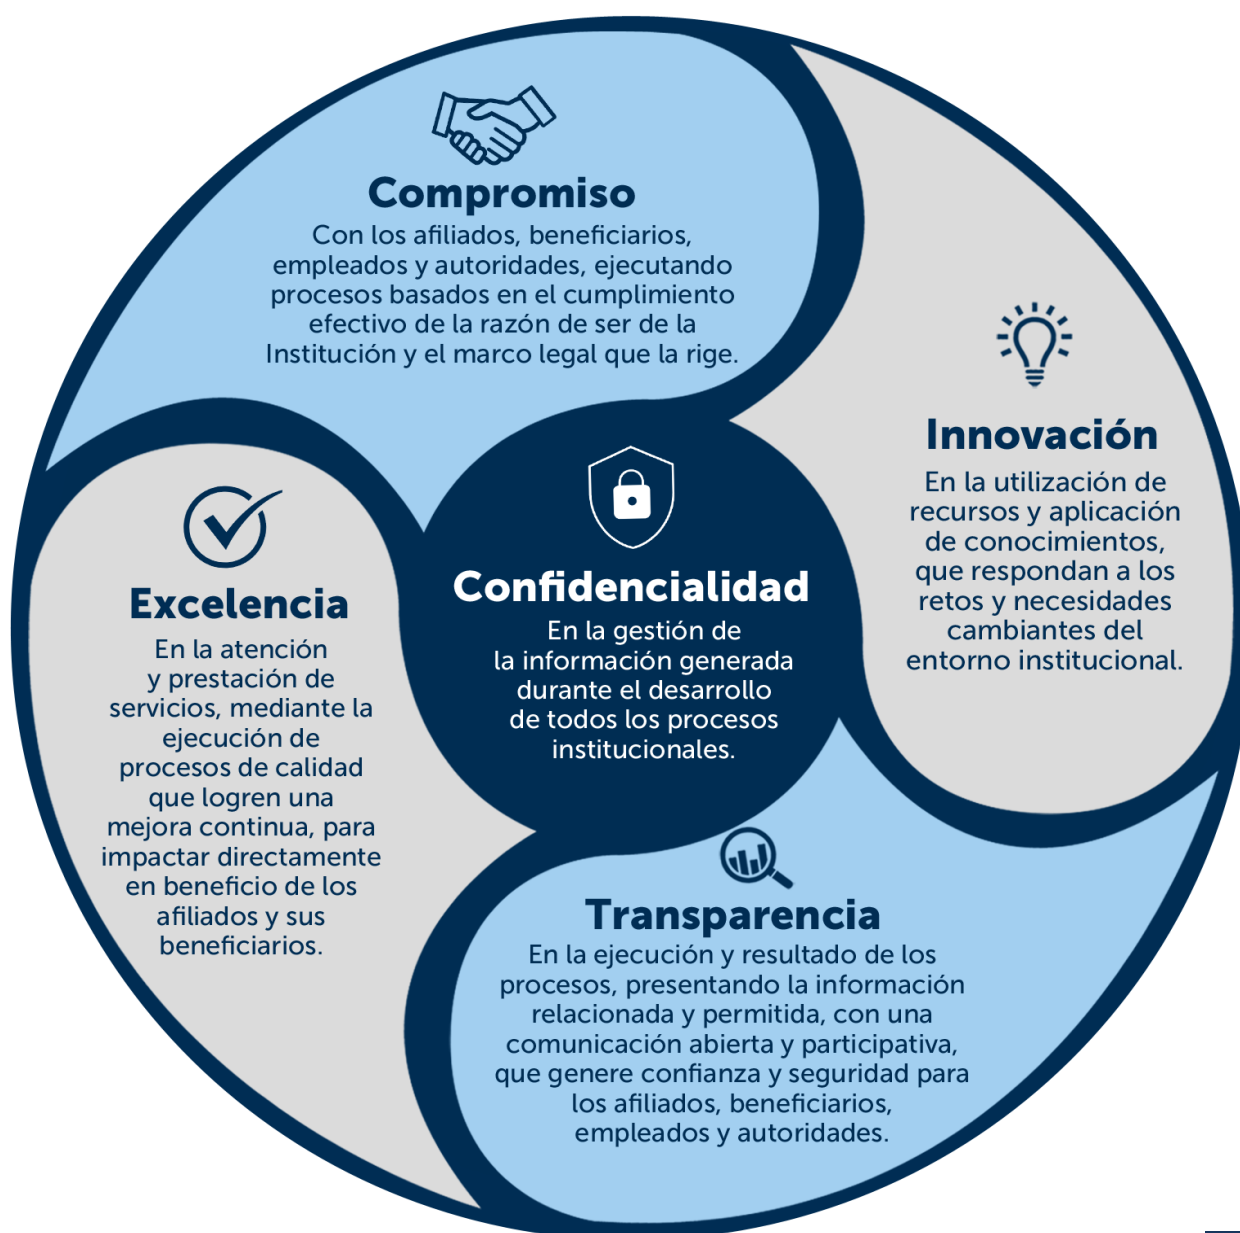 Compromiso
Con los afiliados, beneficiarios,
empleados y autoridades, ejecutando
procesos basados en el cumplimiento
efectivo de la razón de ser de la
Institución y el marco legal que la rige.
Innovación
En la utilización de
recursos y aplicación
de conocimientos,
que respondan a los
retos y necesidades
cambiantes del
entorno institucional.
Confidencialidad
En la gestión de
la información generada
durante el desarrollo
de todos los procesos
institucionales.
Excelencia
En la atención
y prestación de
servicios, mediante la
ejecución de
procesos de calidad
que logren una
mejora continua, para
impactar directamente
en beneficio de los
afiliados y sus
beneficiarios.
Transparencia
En la ejecución y resultado de los
procesos, presentando la información
relacionada y permitida, con una
comunicación abierta y participativa,
que genere confianza y seguridad para
los afiliados, beneficiarios,
empleados y autoridades.